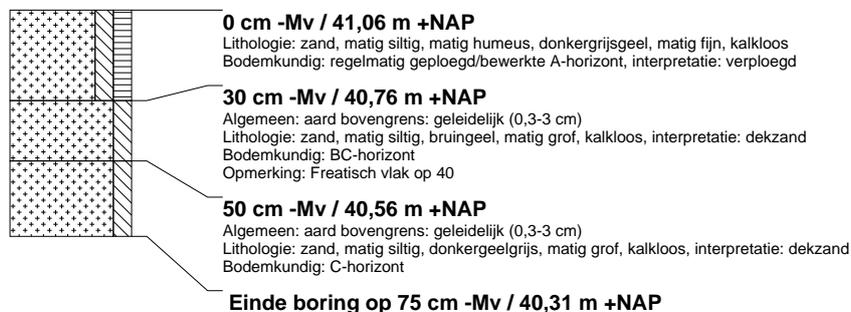 0 cm -Mv / 41,06 m +NAP
Lithologie: zand, matig siltig, matig humeus, donkergrijsgeel, matig fijn, kalkloos
Bodemkundig: regelmatig geploegd/bewerkte A-horizont, interpretatie: verploegd
30 cm -Mv / 40,76 m +NAP
Algemeen: aard bovengrens: geleidelijk (0,3-3 cm)
Lithologie: zand, matig siltig, bruingeel, matig grof, kalkloos, interpretatie: dekzand
Bodemkundig: BC-horizont
Opmerking: Freatisch vlak op 40
50 cm -Mv / 40,56 m +NAP
Algemeen: aard bovengrens: geleidelijk (0,3-3 cm)
Lithologie: zand, matig siltig, donkergeelgrijs, matig grof, kalkloos, interpretatie: dekzand
Bodemkundig: C-horizont
Einde boring op 75 cm -Mv / 40,31 m +NAP